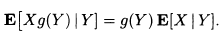 E[Xg(Y) | Y] = g(Y) E[X | Y].